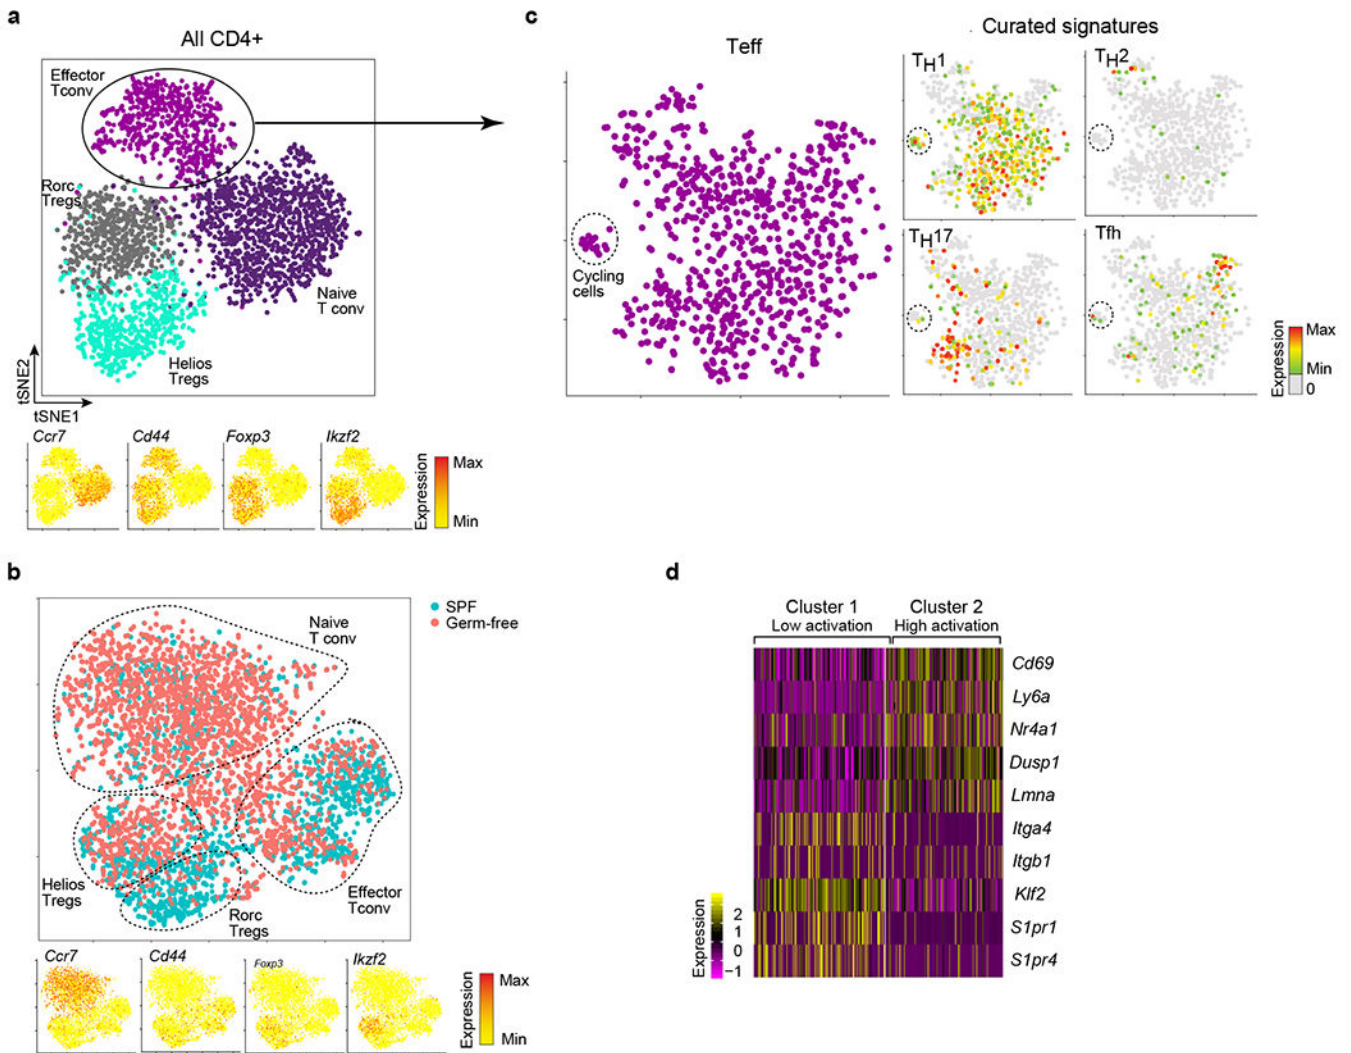 a
All CD4+
Effector
Tconv
Rorc
Tregs
Naive
T conv
Helios
Tregs
tSNE2
tSNE1
Ccr7
Cd44
Foxp3
Ikzf2
Expression
Max
Min
b
SPF
Germ-free
Naive
T conv
Helios
Tregs
Rorc
Tregs
Effector
Tconv
Ccr7
Cd44
Foxp3
Ikzf2
Expression
Max
Min
c
Teff
Cycling
cells
Curated signatures
TH1
TH2
TH17
Tfh
Expression
Max
Min
0
d
Cluster 1
Low activation
Cluster 2
High activation
Cd69
Ly6a
Nr4a1
Dusp1
Lmna
Itga4
Itgb1
Klf2
S1pr1
S1pr4
Expression
2
1
0
−1